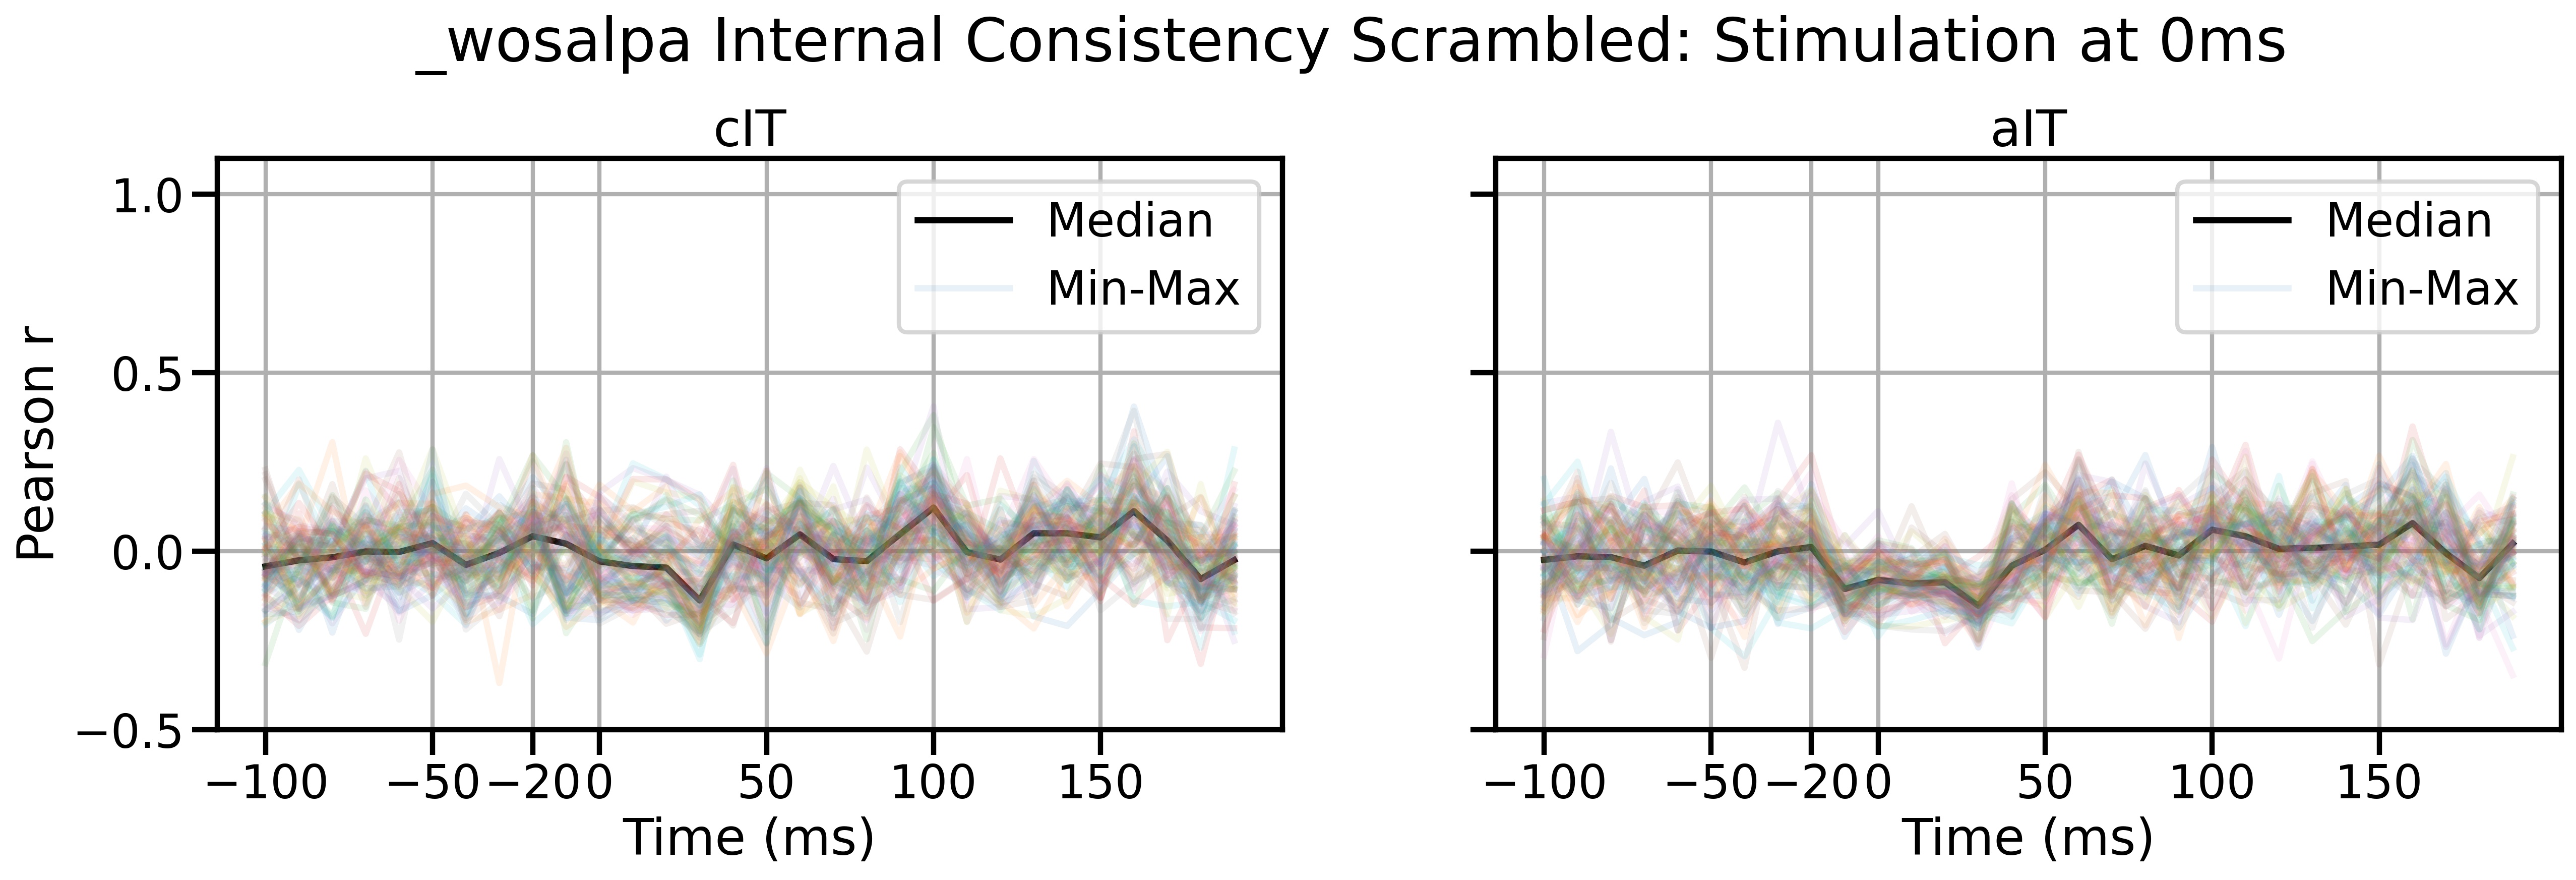 _wosalpa Internal Consistency Scrambled: Stimulation at 0ms
cIT
aIT
Pearson r
1.0
0.5
0.0
−0.5
Median
Min-Max
Median
Min-Max
−100 −50 −20 0 50 100 150
−100 −50 −20 0 50 100 150
Time (ms)
Time (ms)